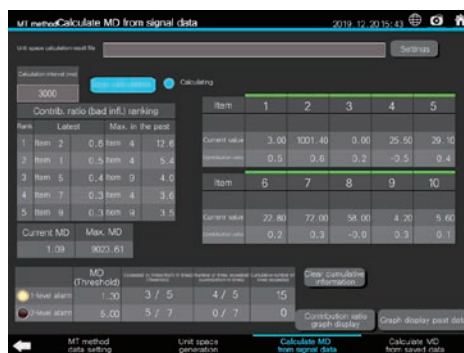 MT method Calculate MD from signal data 2019. 12. 20 15:43
Unit space calculation result file Settings
Calculation interval (ms)
3000
Calculating
Contrib. ratio (bad infl.) ranking
Rank Latest Max. in the past
1 Item 2 0.6 Item 4 12.6
2 Item 1 0.5 Item 4 5.4
3 Item 5 0.4 Item 9 4.0
4 Item 7 0.3 Item 4 3.6
5 Item 9 0.3 Item 9 3.5
Item 1 2 3 4 5
Current value 3.00 1001.40 0.00 25.50 29.10
Contribution ratio 0.5 0.6 0.2 -0.5 0.4
Item 6 7 8 9 10
Current value 22.80 72.00 58.00 4.20 5.60
Contribution ratio 0.2 0.3 -0.0 0.3 0.1
Current MD Max. MD
1.09 9023.61
MD
(Threshold)
1-level alarm 1.30 3 / 5 4 / 5 15
2-level alarm 5.00 5 / 7 0 / 7 0
Clear cumulative
information
Contribution ratio
graph display
Graph display past
MT method
data setting
Unit space
generation
Calculate MD
from signal data
Calculate MD
from saved data